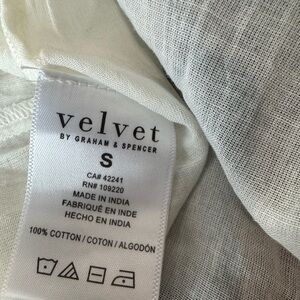 velvet
BY GRAHAM & SPENCER
S
CA# 42241
RN# 109220
MADE IN INDIA
FABRIQUÉ EN INDE
HECHO EN INDIA
100% COTTON / COTON / ALGODÓN